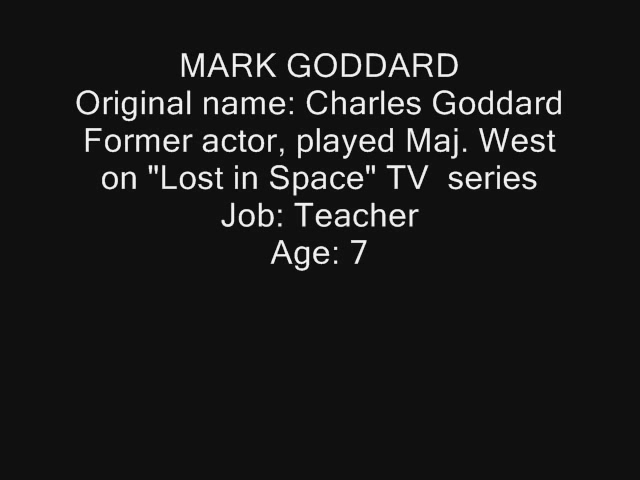 MARK GODDARD
Original name: Charles Goddard
Former actor, played Maj. West
on "Lost in Space" TV  series
Job: Teacher
Age: 7